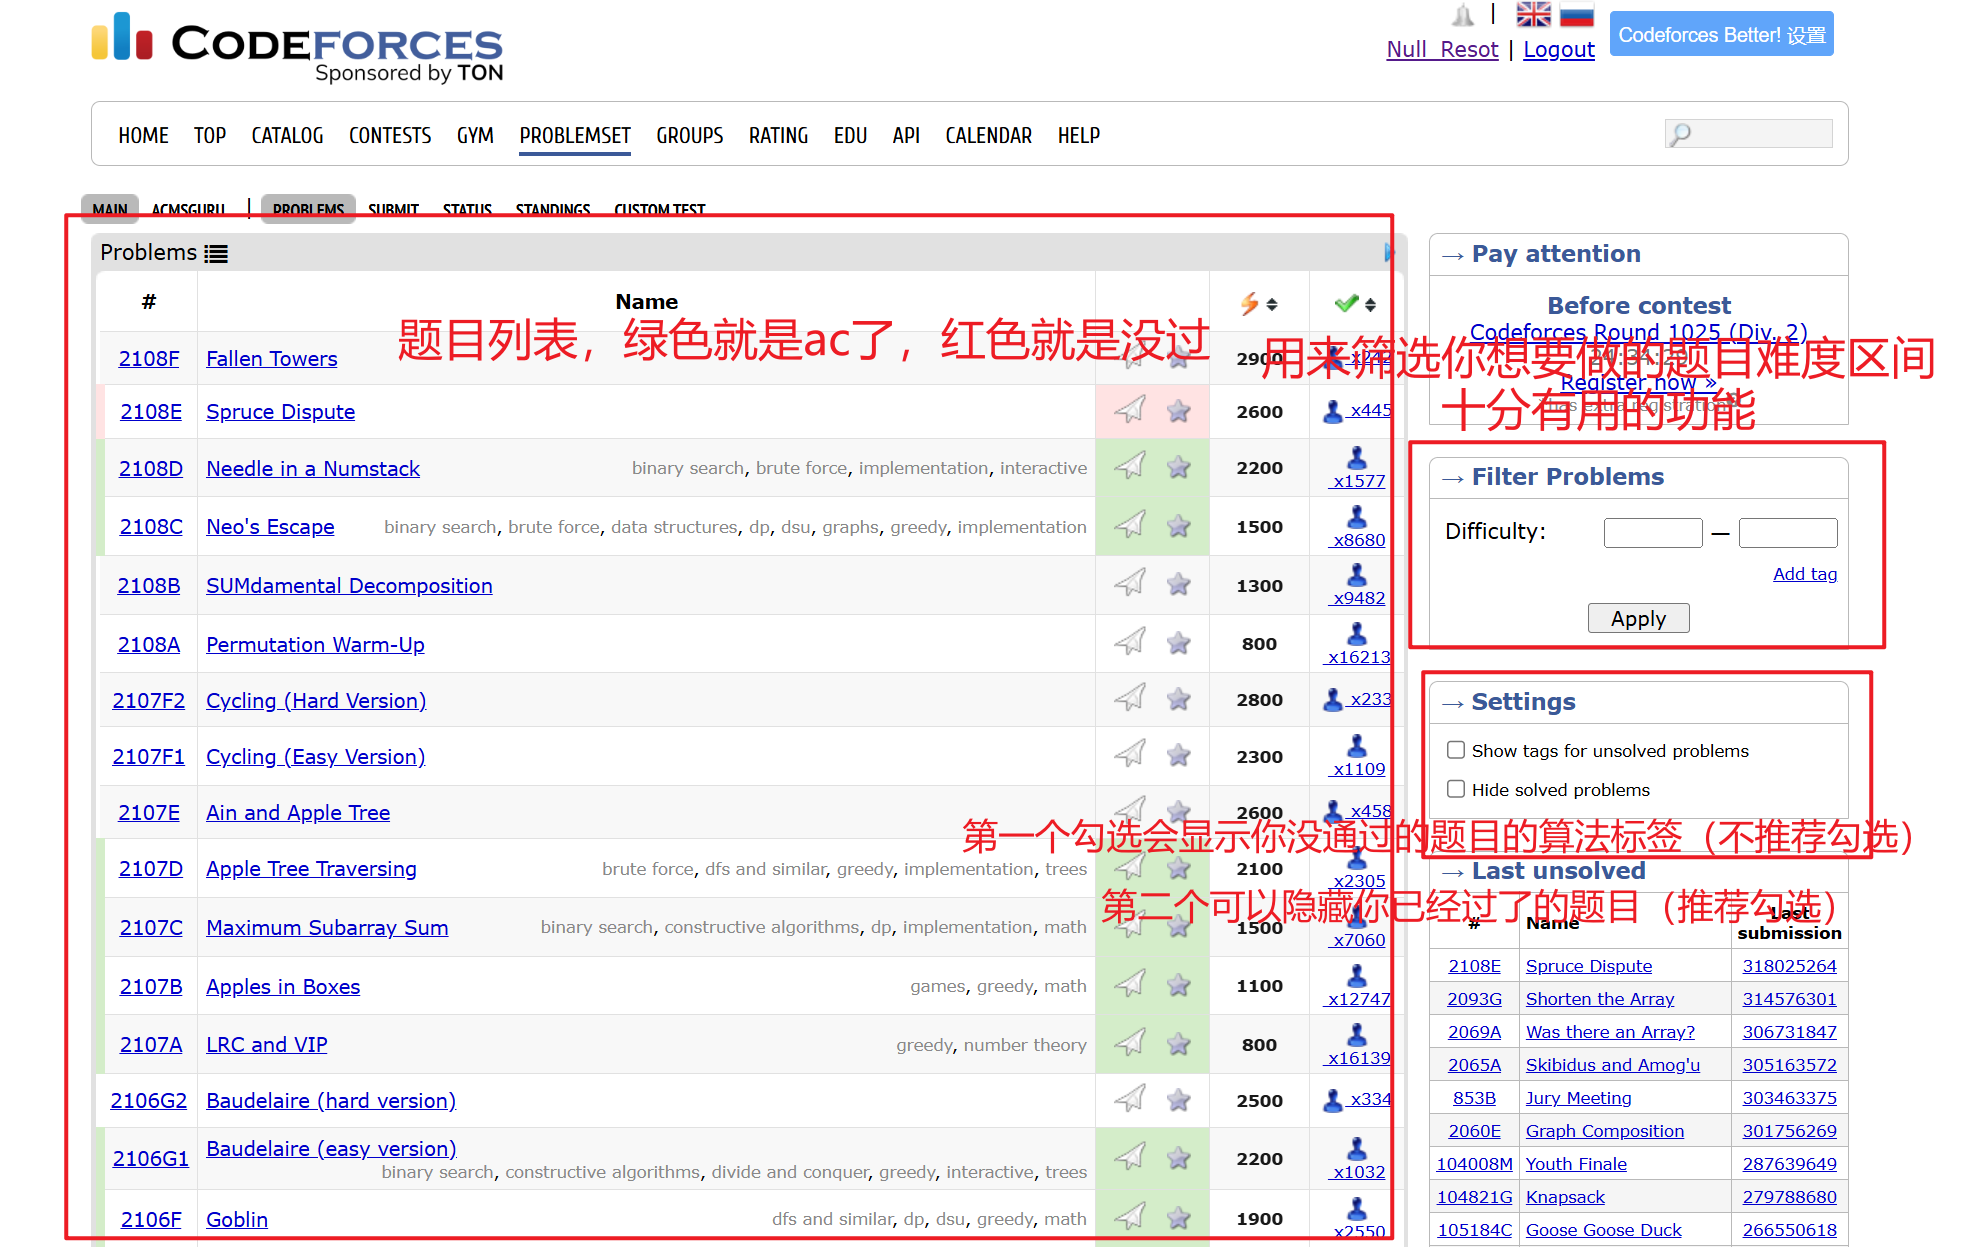 CODEFORCES
Sponsored by TON
|
Null_Resot | Logout
Codeforces Better! 设置
HOME TOP CATALOG CONTESTS GYM PROBLEMSET GROUPS RATING EDU API CALENDAR HELP
MAIN ACMSGURU | PROBLEMS SUBMIT STATUS STANDINGS CUSTOM TEST
Problems
# Name
题目列表，绿色就是ac了，红色就是没过
2108F Fallen Towers 2900 x242
2108E Spruce Dispute 2600 x445
2108D Needle in a Numstack binary search, brute force, implementation, interactive 2200 x1577
2108C Neo's Escape binary search, brute force, data structures, dp, dsu, graphs, greedy, implementation 1500 x8680
2108B SUMdamental Decomposition 1300 x9482
2108A Permutation Warm-Up 800 x16213
2107F2 Cycling (Hard Version) 2800 x233
2107F1 Cycling (Easy Version) 2300 x1109
2107E Ain and Apple Tree 2600 x458
2107D Apple Tree Traversing brute force, dfs and similar, greedy, implementation, trees 2100 x2305
2107C Maximum Subarray Sum binary search, constructive algorithms, dp, implementation, math 1500 x7060
2107B Apples in Boxes games, greedy, math 1100 x12747
2107A LRC and VIP greedy, number theory 800 x16139
2106G2 Baudelaire (hard version) 2500 x334
2106G1 Baudelaire (easy version) binary search, constructive algorithms, divide and conquer, greedy, interactive, trees 2200 x1032
2106F Goblin dfs and similar, dp, dsu, greedy, math 1900 x2550
→ Pay attention
Before contest
Codeforces Round 1025 (Div. 2)
用来筛选你想要做的题目难度区间
Register now »
*has extra registration
十分有用的功能
→ Filter Problems
Difficulty: —
Add tag
Apply
→ Settings
Show tags for unsolved problems
Hide solved problems
第一个勾选会显示你没通过的题目的算法标签（不推荐勾选）
→ Last unsolved
第二个可以隐藏你已经过了的题目（推荐勾选）
# Name Last submission
2108E Spruce Dispute 318025264
2093G Shorten the Array 314576301
2069A Was there an Array? 306731847
2065A Skibidus and Amog'u 305163572
853B Jury Meeting 303463375
2060E Graph Composition 301756269
104008M Youth Finale 287639649
104821G Knapsack 279788680
105184C Goose Goose Duck 266550618